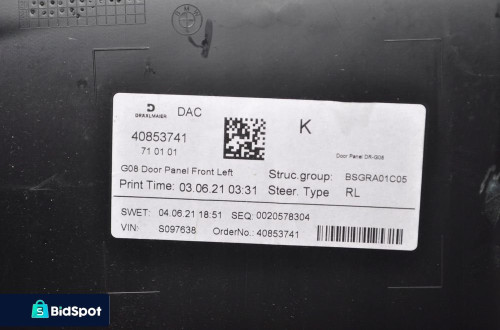 DRÄXLMAIER
DAC
40853741
71 01 01
K
Door Panel DR-G08
G08 Door Panel Front Left
Struc.group: BSGRA01C05
Print Time: 03.06.21 03:31
Steer. Type RL
SWET: 04.06.21 18:51 SEQ: 0020578304
VIN: S097638 OrderNo.: 40853741
BidSpot